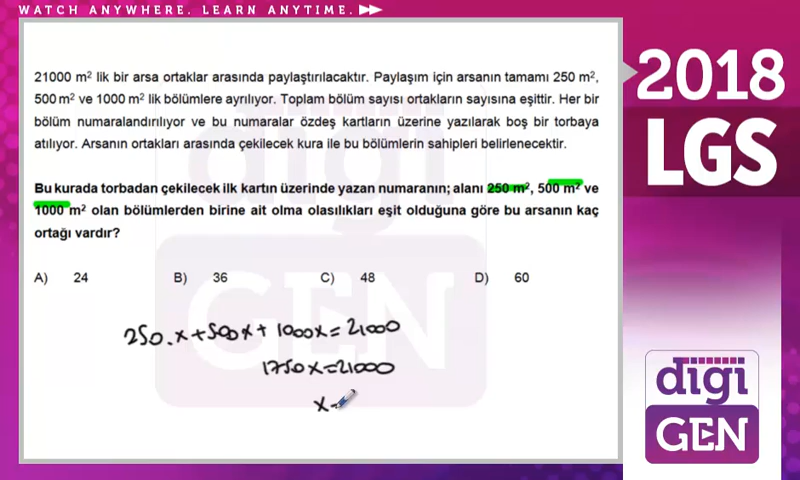 WATCH ANYWHERE. LEARN ANYTIME.
21000 m² lik bir arsa ortaklar arasında paylaştırılacaktır. Paylaşım için arsanın tamamı 250 m²,
500 m² ve 1000 m² lik bölümlere ayrılıyor. Toplam bölüm sayısı ortakların sayısına eşittir. Her bir
bölüm numaralandırılıyor ve bu numaralar özdeş kartların üzerine yazılarak boş bir torbaya
atılıyor. Arsanın ortakları arasında çekilecek kura ile bu bölümlerin sahipleri belirlenecektir.
Bu kurada torbadan çekilecek ilk kartın üzerinde yazan numaranın; alanı 250 m², 500 m² ve
1000 m² olan bölümlerden birine ait olma olasılıkları eşit olduğuna göre bu arsanın kaç
ortağı vardır?
A) 24 B) 36 C) 48 D) 60
250.x+500x+1000x=21000
1750x=21000
x=
2018
LGS
digi
GEN
digi
GEN